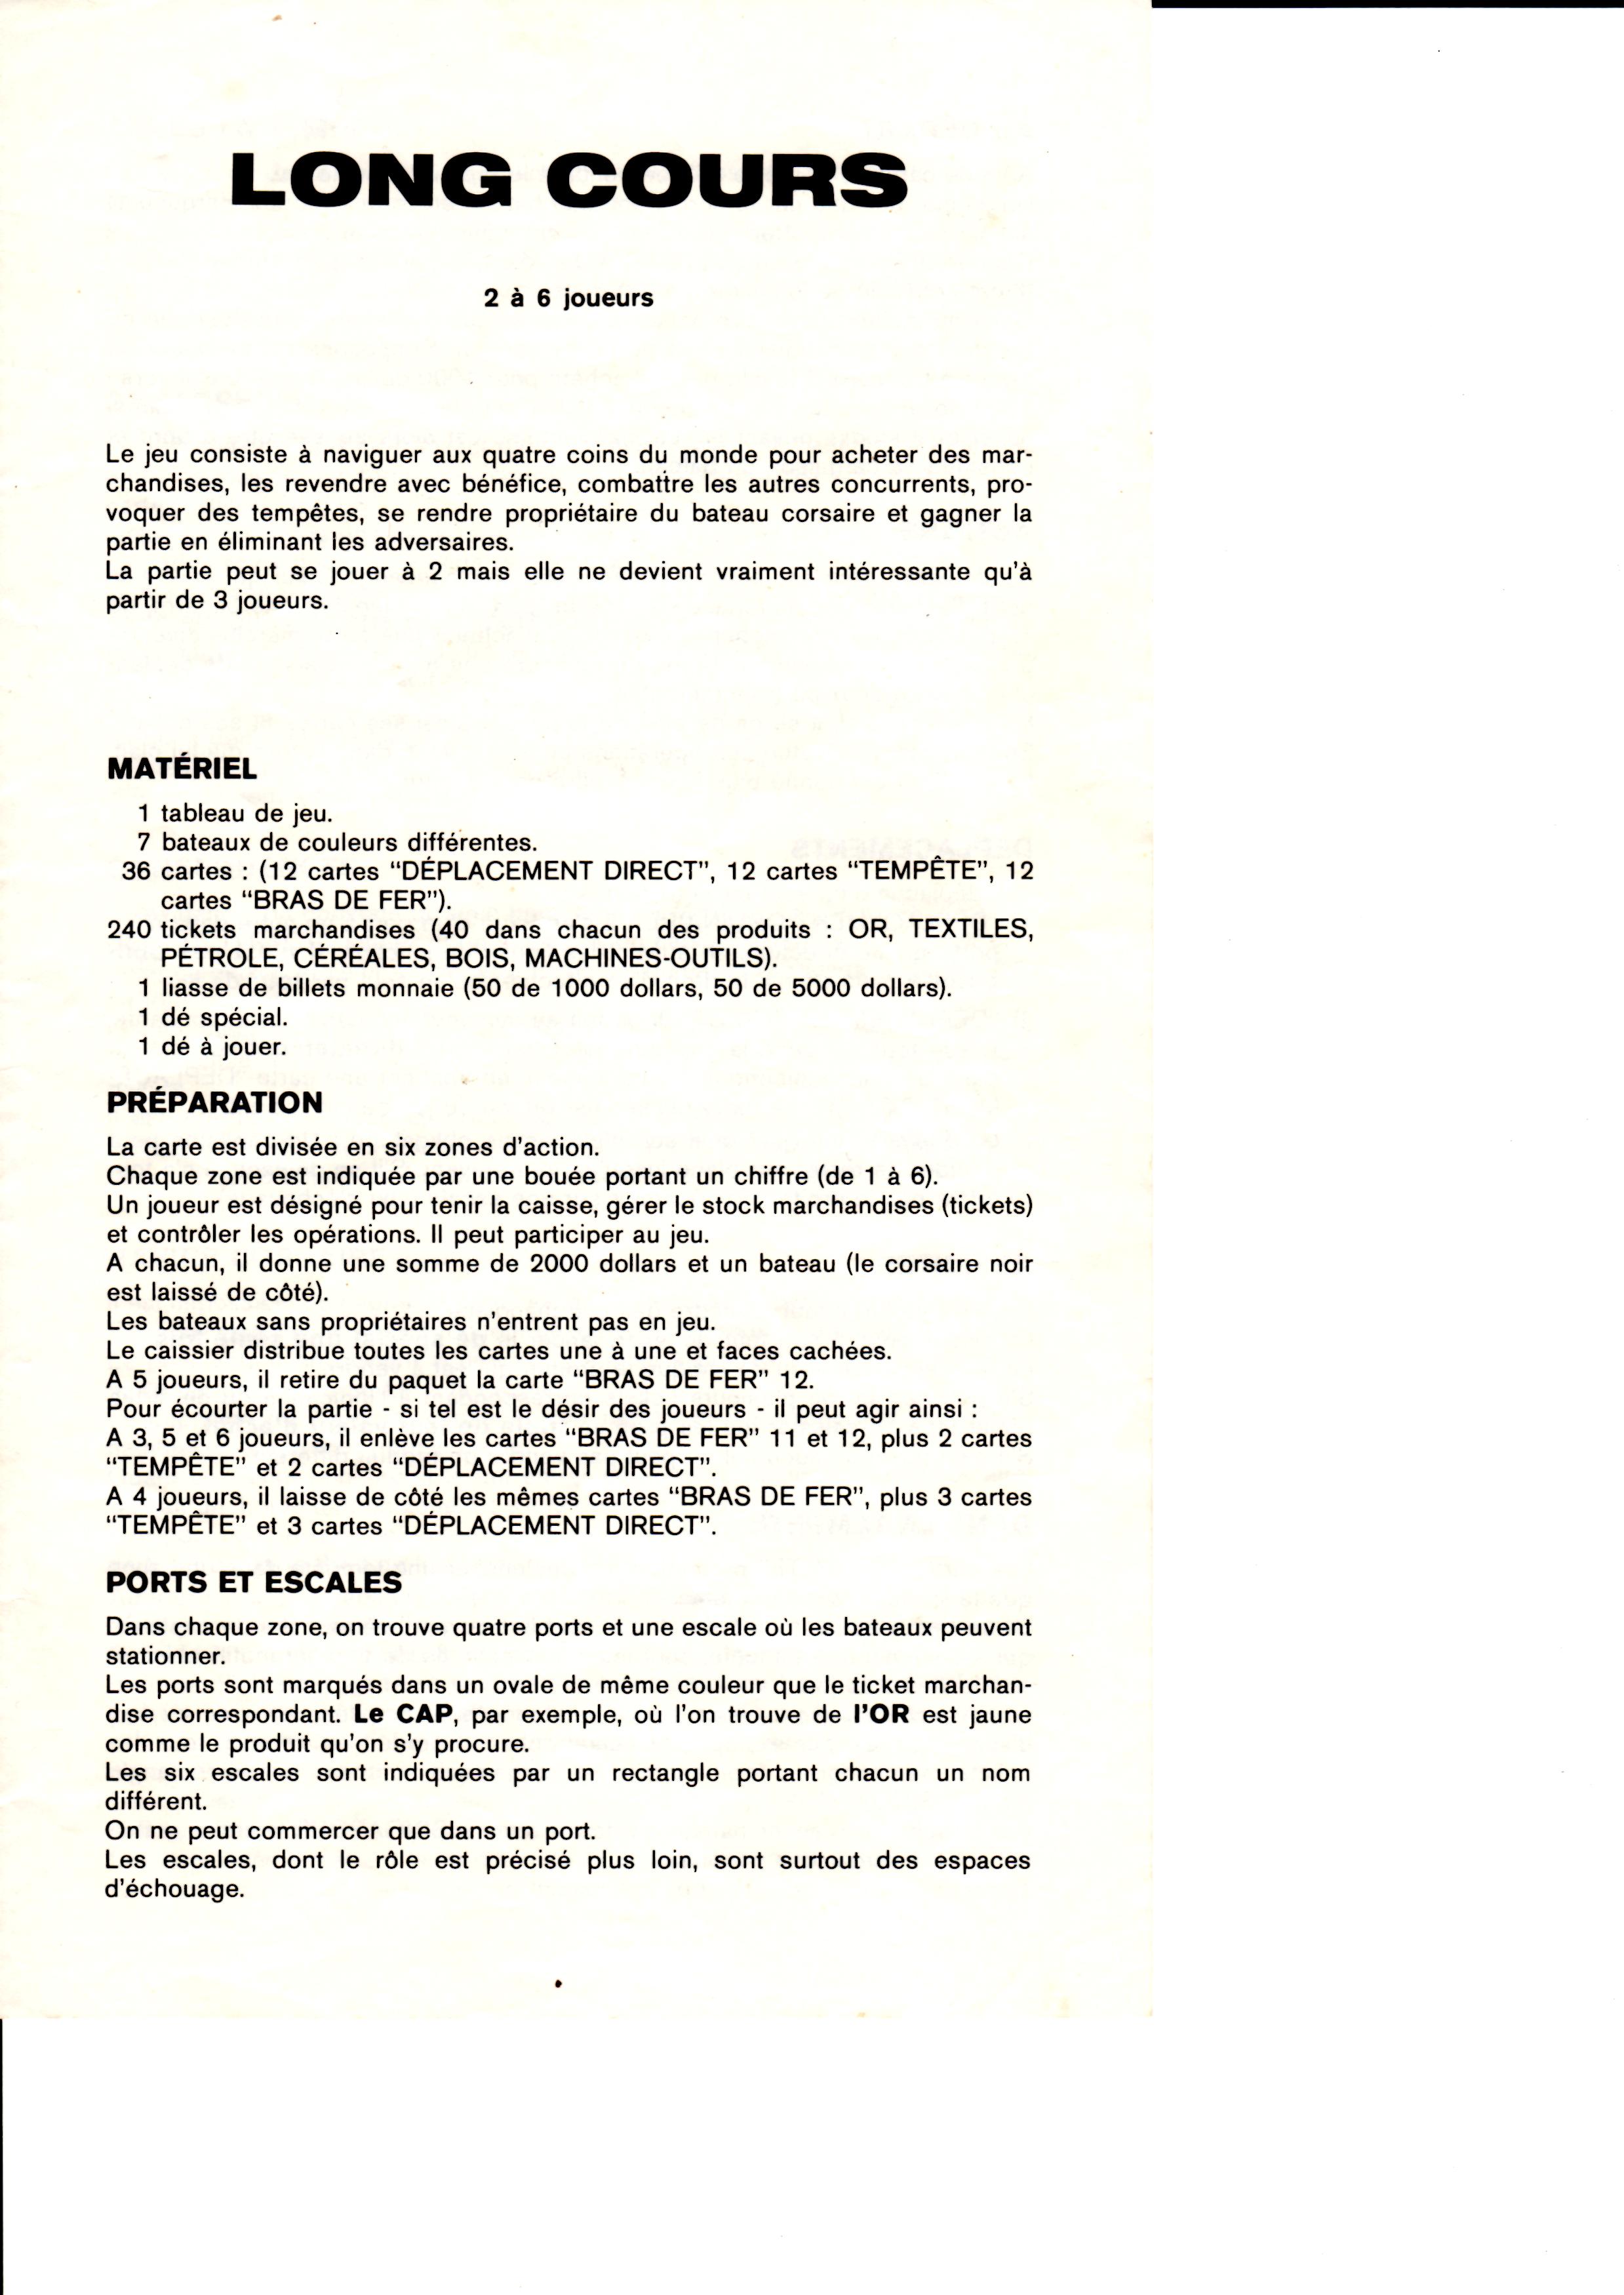 LONG COURS
2 à 6 joueurs
Le jeu consiste à naviguer aux quatre coins du monde pour acheter des mar-
chandises, les revendre avec bénéfice, combattre les autres concurrents, pro-
voquer des tempêtes, se rendre propriétaire du bateau corsaire et gagner la
partie en éliminant les adversaires.
La partie peut se jouer à 2 mais elle ne devient vraiment intéressante qu'à
partir de 3 joueurs.
MATÉRIEL
1 tableau de jeu.
7 bateaux de couleurs différentes.
36 cartes : (12 cartes “DÉPLACEMENT DIRECT”, 12 cartes “TEMPÊTE”, 12
cartes “BRAS DE FER”).
240 tickets marchandises (40 dans chacun des produits : OR, TEXTILES,
PÉTROLE, CÉRÉALES, BOIS, MACHINES-OUTILS).
1 liasse de billets monnaie (50 de 1000 dollars, 50 de 5000 dollars).
1 dé spécial.
1 dé à jouer.
PRÉPARATION
La carte est divisée en six zones d'action.
Chaque zone est indiquée par une bouée portant un chiffre (de 1 à 6).
Un joueur est désigné pour tenir la caisse, gérer le stock marchandises (tickets)
et contrôler les opérations. Il peut participer au jeu.
A chacun, il donne une somme de 2000 dollars et un bateau (le corsaire noir
est laissé de côté).
Les bateaux sans propriétaires n'entrent pas en jeu.
Le caissier distribue toutes les cartes une à une et faces cachées.
A 5 joueurs, il retire du paquet la carte “BRAS DE FER” 12.
Pour écourter la partie - si tel est le désir des joueurs - il peut agir ainsi :
A 3, 5 et 6 joueurs, il enlève les cartes “BRAS DE FER” 11 et 12, plus 2 cartes
“TEMPÊTE” et 2 cartes “DÉPLACEMENT DIRECT”.
A 4 joueurs, il laisse de côté les mêmes cartes “BRAS DE FER”, plus 3 cartes
“TEMPÊTE” et 3 cartes “DÉPLACEMENT DIRECT”.
PORTS ET ESCALES
Dans chaque zone, on trouve quatre ports et une escale où les bateaux peuvent
stationner.
Les ports sont marqués dans un ovale de même couleur que le ticket marchan-
dise correspondant. Le CAP, par exemple, où l'on trouve de l'OR est jaune
comme le produit qu'on s'y procure.
Les six escales sont indiquées par un rectangle portant chacun un nom
différent.
On ne peut commercer que dans un port.
Les escales, dont le rôle est précisé plus loin, sont surtout des espaces
d'échouage.